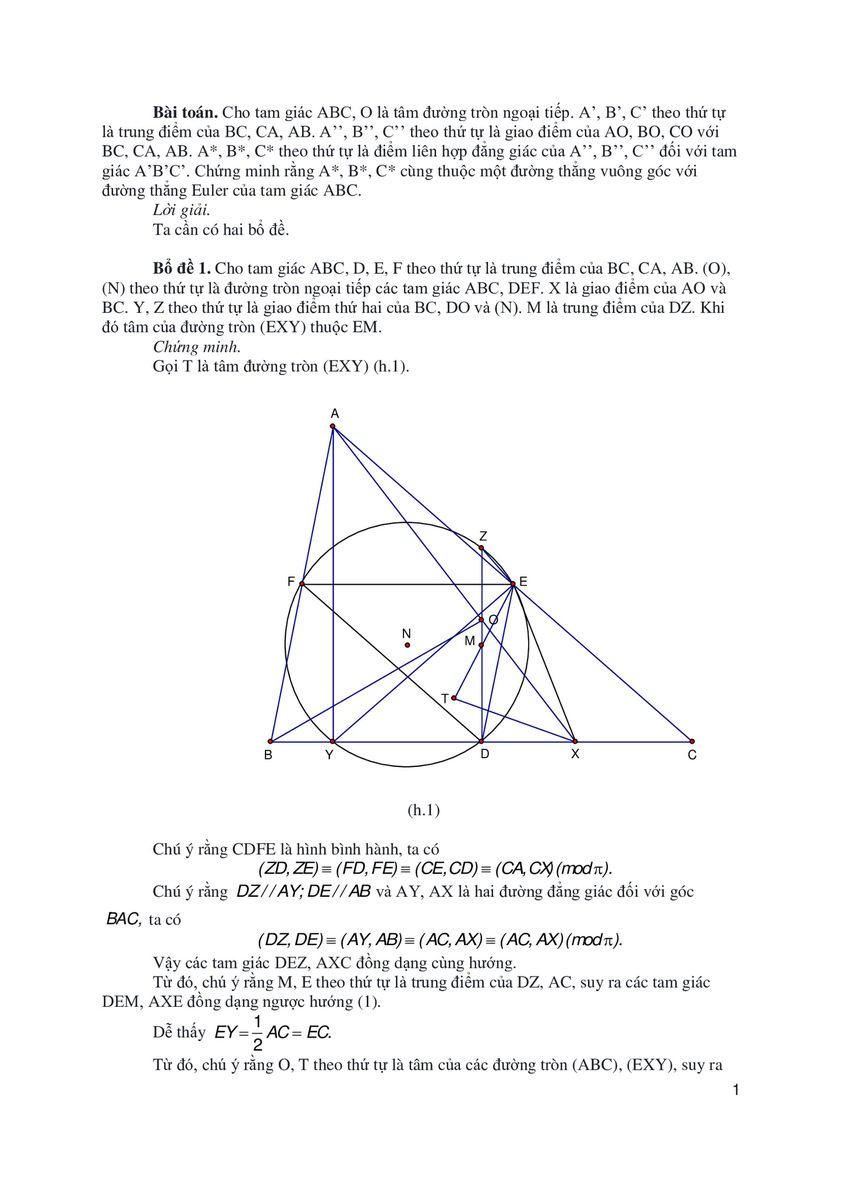 Bài toán. Cho tam giác ABC, O là tâm đường tròn ngoại tiếp. A’, B’, C’ theo thứ tự
là trung điểm của BC, CA, AB. A’’, B’’, C’’ theo thứ tự là giao điểm của AO, BO, CO với
BC, CA, AB. A*, B*, C* theo thứ tự là điểm liên hợp đẳng giác của A’’, B’’, C’’ đối với tam
giác A’B’C’. Chứng minh rằng A*, B*, C* cùng thuộc một đường thẳng vuông góc với
đường thẳng Euler của tam giác ABC.
Lời giải.
Ta cần có hai bổ đề.
Bổ đề 1. Cho tam giác ABC, D, E, F theo thứ tự là trung điểm của BC, CA, AB. (O),
(N) theo thứ tự là đường tròn ngoại tiếp các tam giác ABC, DEF. X là giao điểm của AO và
BC. Y, Z theo thứ tự là giao điểm thứ hai của BC, DO và (N). M là trung điểm của DZ. Khi
đó tâm của đường tròn (EXY) thuộc EM.
Chứng minh.
Gọi T là tâm đường tròn (EXY) (h.1).
A
Z
F
E
O
N
M
T
B
Y
D
X
C
(h.1)
Chú ý rằng CDFE là hình bình hành, ta có
(ZD, ZE) ≡ (FD, FE) ≡ (CE, CD) ≡ (CA, CX) (mod π).
Chú ý rằng DZ // AY; DE // AB và AY, AX là hai đường đẳng giác đối với góc
BAC, ta có
(DZ, DE) ≡ (AY, AB) ≡ (AC, AX) ≡ (AC, AX) (mod π).
Vậy các tam giác DEZ, AXC đồng dạng cùng hướng.
Từ đó, chú ý rằng M, E theo thứ tự là trung điểm của DZ, AC, suy ra các tam giác
DEM, AXE đồng dạng ngược hướng (1).
Dễ thấy EY = 1/2 AC = EC.
Từ đó, chú ý rằng O, T theo thứ tự là tâm của các đường tròn (ABC), (EXY), suy ra
1